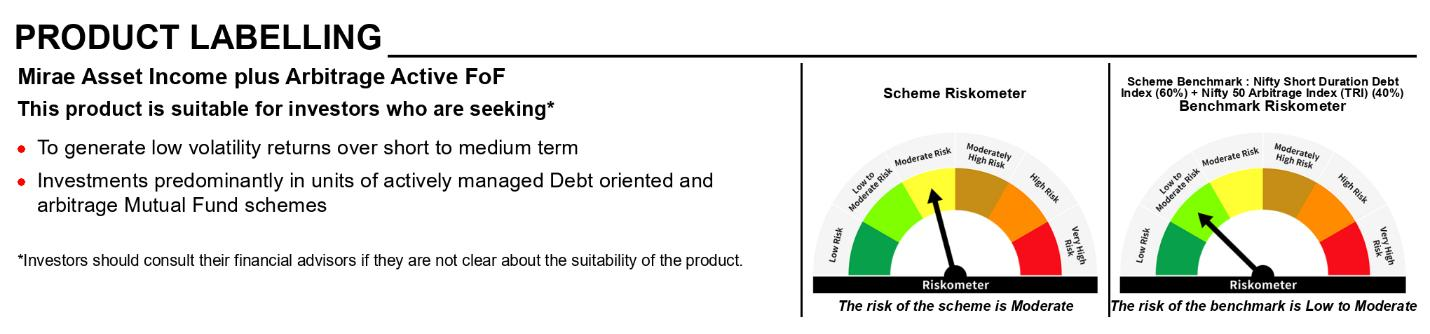 PRODUCT LABELLING
Mirae Asset Income plus Arbitrage Active FoF
This product is suitable for investors who are seeking*
• To generate low volatility returns over short to medium term
• Investments predominantly in units of actively managed Debt oriented and
arbitrage Mutual Fund schemes
*Investors should consult their financial advisors if they are not clear about the suitability of the product.
Scheme Riskometer
Low Risk
Low to
Moderate Risk
Moderate Risk
Moderately
High Risk
High Risk
Very High
Risk
Riskometer
The risk of the scheme is Moderate
Scheme Benchmark : Nifty Short Duration Debt
Index (60%) + Nifty 50 Arbitrage Index (TRI) (40%)
Benchmark Riskometer
Low Risk
Low to
Moderate Risk
Moderate Risk
Moderately
High Risk
High Risk
Very High
Risk
Riskometer
The risk of the benchmark is Low to Moderate